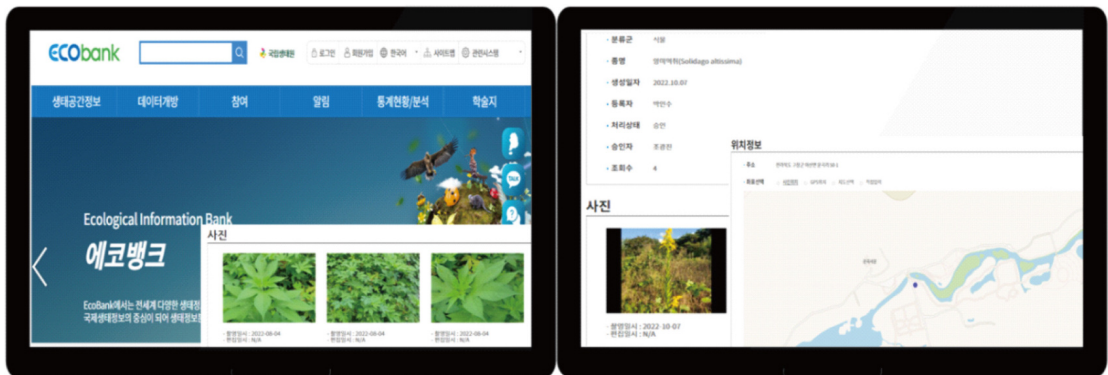 ECObank
국립생태원
로그인
회원가입
한국어
사이트맵
관련시스템
생태공간정보
데이터개방
참여
알림
통계현황/분석
학술지
Ecological Information Bank
에코뱅크
EcoBank에서는 전세계 다양한 생태정
국제생태정보의 중심이 되어 생태정보를
사진
· 촬영일시 : 2022-08-04
· 편집일시 : N/A
· 촬영일시 : 2022-08-04
· 편집일시 : N/A
· 촬영일시 : 2022-08-04
· 편집일시 : N/A
· 분류군 식물
· 종명 (Solidago altissima)
· 생성일자 2022.10.07
· 등록자
· 처리상태 승인
· 승인자
· 조회수 4
사진
· 촬영일시 : 2022-10-07
· 편집일시 : N/A
위치정보
· 주소